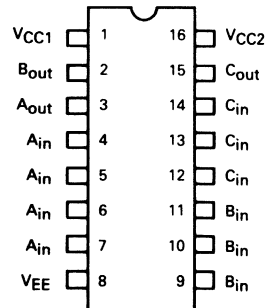 VCC1 1 16 VCC2
Bout 2 15 Cout
Aout 3 14 Cin
Ain 4 13 Cin
Ain 5 12 Cin
Ain 6 11 Bin
Ain 7 10 Bin
VEE 8 9 Bin